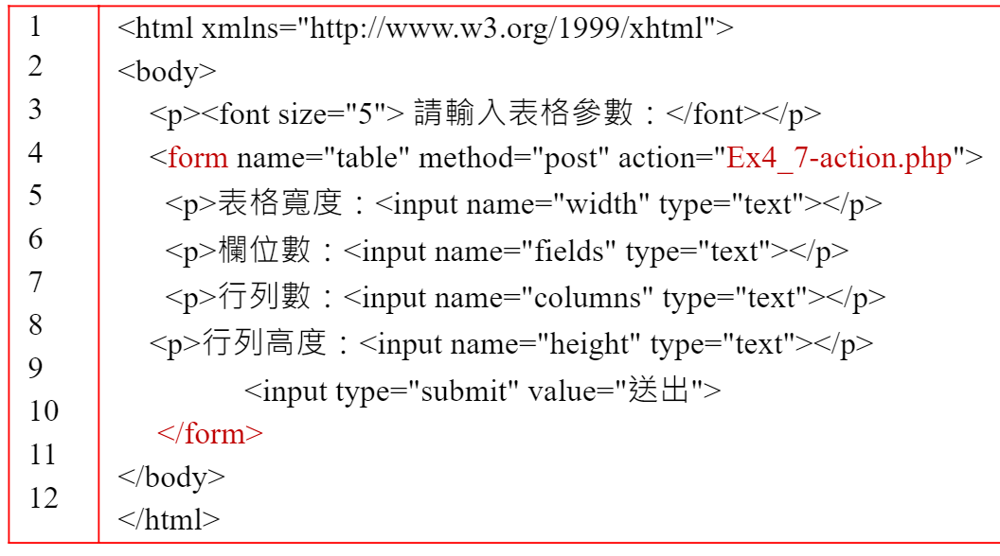 1 <html xmlns="http://www.w3.org/1999/xhtml">
2 <body>
3 <p><font size="5"> 請輸入表格參數：</font></p>
4 <form name="table" method="post" action="Ex4_7-action.php">
5 <p>表格寬度：<input name="width" type="text"></p>
6 <p>欄位數：<input name="fields" type="text"></p>
7 <p>行列數：<input name="columns" type="text"></p>
8 <p>行列高度：<input name="height" type="text"></p>
9 <input type="submit" value="送出">
10 </form>
11 </body>
12 </html>